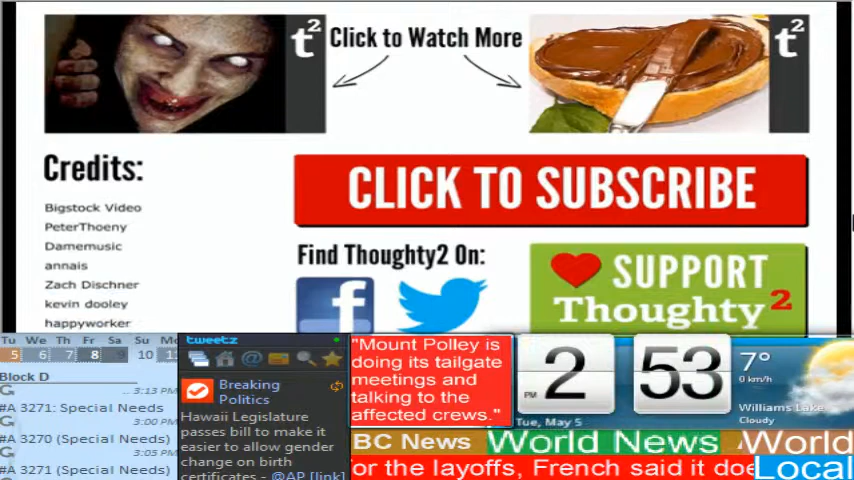 t²
Click to Watch More
t²
Credits:
Bigstock Video
PeterThoeny
Damemusic
annais
Zach Dischner
kevin dooley
happyworker
CLICK TO SUBSCRIBE
Find Thoughty2 On:
f
SUPPORT
Thoughty2
Tu We Th Fr Sa Su
5 6 7 8 9 10
Block D
.. 3:13 PM
#A 3271: Special Needs
3:00 PM
#A 3270 (Special Needs)
3:05 PM
#A 3271 (Special Needs)
tweetz
Breaking
Politics
Hawaii Legislature
passes bill to make it
easier to allow gender
change on birth
certificates - @AP [link]
"Mount Polley is
doing its tailgate
meetings and
talking to the
affected crews."
PM
2 53
Tue, May 5
7°
0 km/h
Williams Lake
Cloudy
BC News World News World
or the layoffs, French said it doe
Local